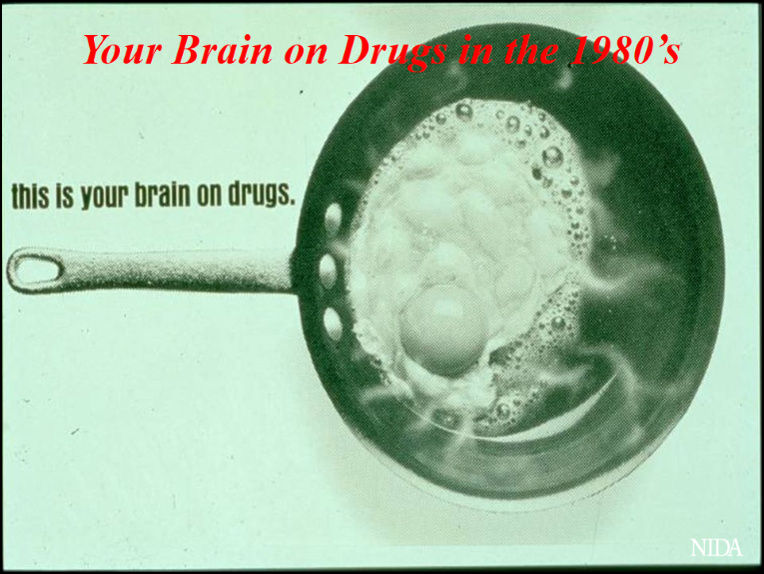 Your Brain on Drugs in the 1980’s
this is your brain on drugs.
NIDA